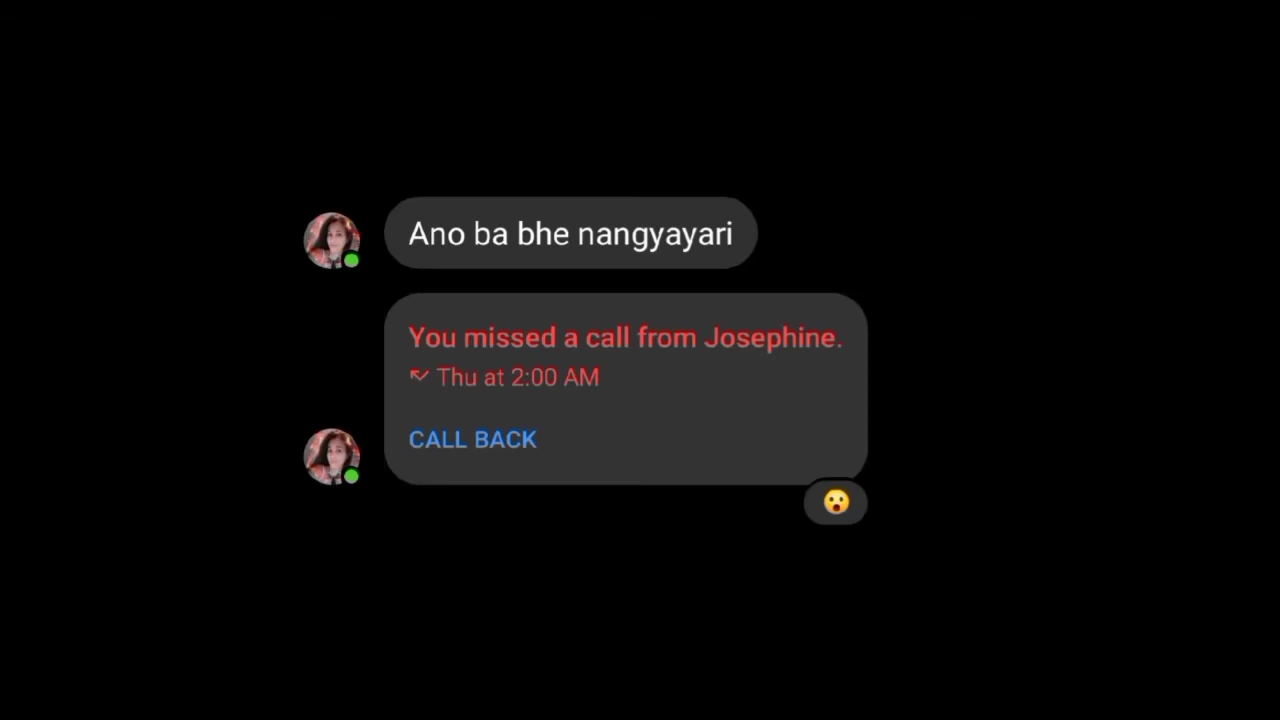 Ano ba bhe nangyayari
You missed a call from Josephine.
Thu at 2:00 AM
CALL BACK